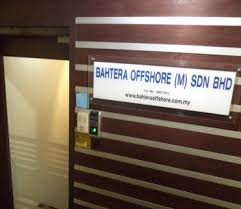 BAHTERA OFFSHORE (M) SDN BHD
www.bahteraoffshore.com.my